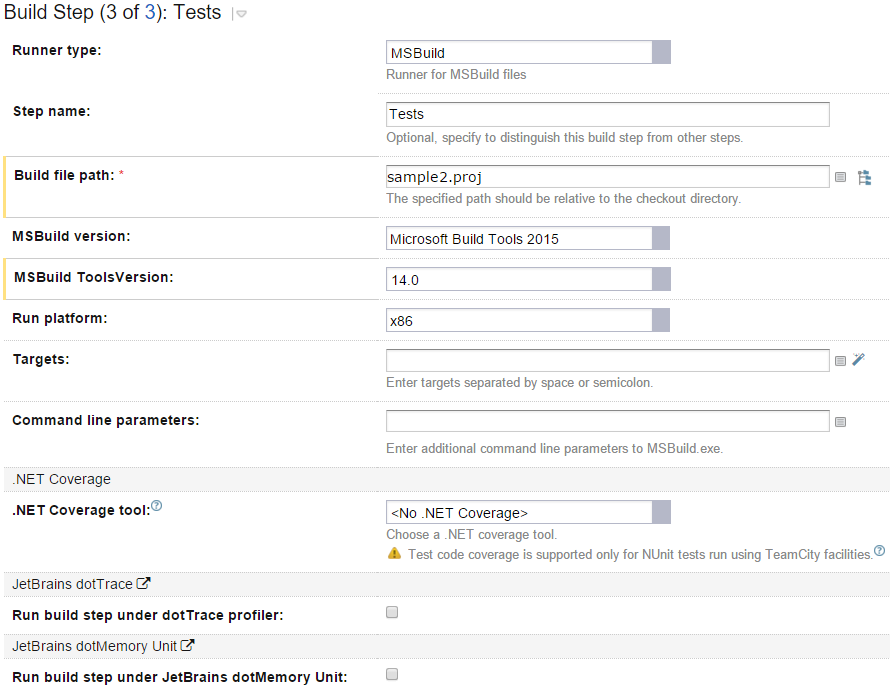 Build Step (3 of 3): Tests
Runner type:
MSBuild
Runner for MSBuild files
Step name:
Tests
Optional, specify to distinguish this build step from other steps.
Build file path: *
sample2.proj
The specified path should be relative to the checkout directory.
MSBuild version:
Microsoft Build Tools 2015
MSBuild ToolsVersion:
14.0
Run platform:
x86
Targets:
Enter targets separated by space or semicolon.
Command line parameters:
Enter additional command line parameters to MSBuild.exe.
.NET Coverage
.NET Coverage tool:?
<No .NET Coverage>
Choose a .NET coverage tool.
Test code coverage is supported only for NUnit tests run using TeamCity facilities.?
JetBrains dotTrace
Run build step under dotTrace profiler:
JetBrains dotMemory Unit
Run build step under JetBrains dotMemory Unit: